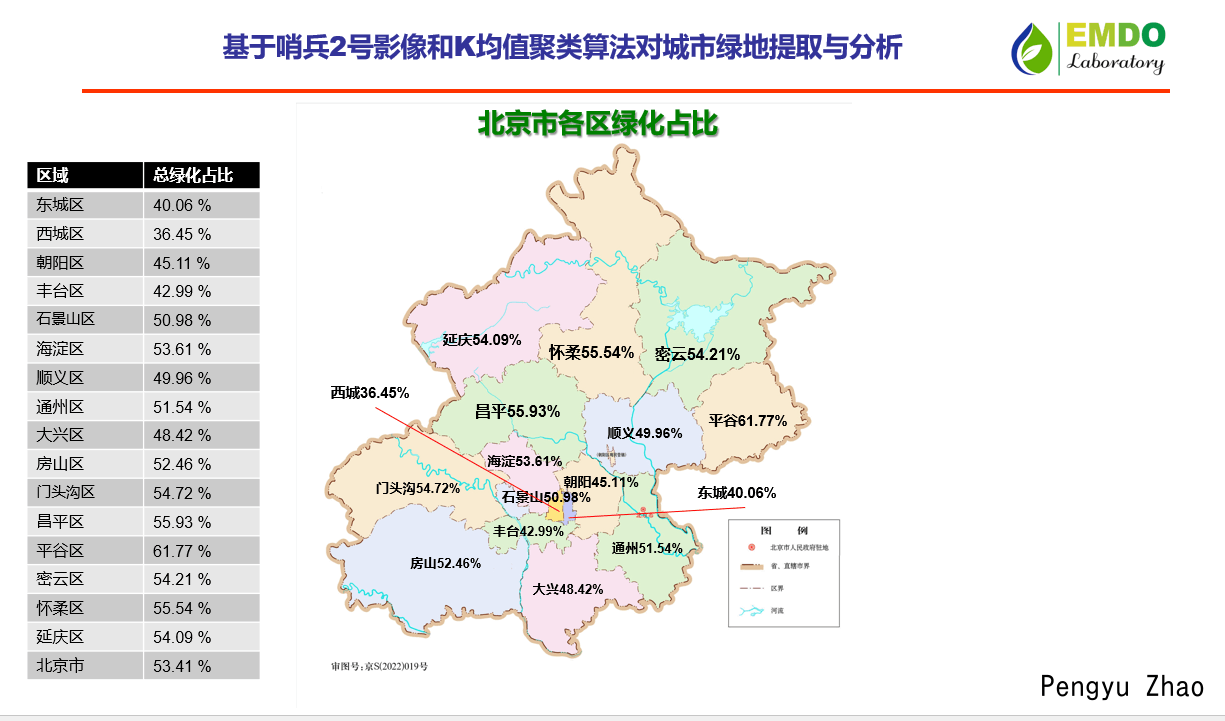 基于哨兵2号影像和K均值聚类算法对城市绿地提取与分析
EMDO
Laboratory
北京市各区绿化占比
区域 总绿化占比
东城区 40.06 %
西城区 36.45 %
朝阳区 45.11 %
丰台区 42.99 %
石景山区 50.98 %
海淀区 53.61 %
顺义区 49.96 %
通州区 51.54 %
大兴区 48.42 %
房山区 52.46 %
门头沟区 54.72 %
昌平区 55.93 %
平谷区 61.77 %
密云区 54.21 %
怀柔区 55.54 %
延庆区 54.09 %
北京市 53.41 %
延庆54.09%
怀柔55.54%
密云54.21%
西城36.45%
昌平55.93%
平谷61.77%
顺义49.96%
海淀53.61%
朝阳45.11%
门头沟54.72%
石景山50.98%
东城40.06%
丰台42.99%
通州51.54%
房山52.46%
大兴48.42%
图 例
北京市人民政府驻地
省、直辖市界
区界
河流
审图号:京S(2022)019号
Pengyu Zhao